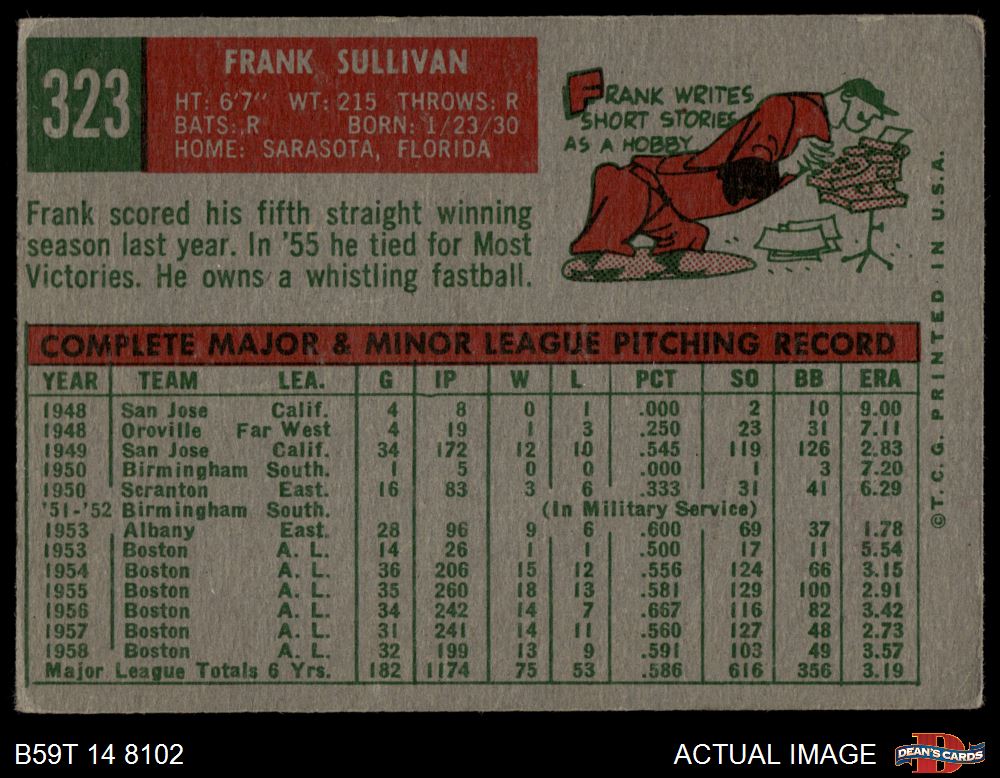 323
FRANK SULLIVAN
HT: 6'7" WT: 215 THROWS: R
BATS: R BORN: 1/23/30
HOME: SARASOTA, FLORIDA
FRANK WRITES
SHORT STORIES
AS A HOBBY
Frank scored his fifth straight winning
season last year. In '55 he tied for Most
Victories. He owns a whistling fastball.
COMPLETE MAJOR & MINOR LEAGUE PITCHING RECORD
YEAR TEAM LEA. G IP W L PCT SO BB ERA
1948 San Jose Calif. 4 8 0 1 .000 2 10 9.00
1948 Oroville Far West 4 19 1 3 .250 23 31 7.11
1949 San Jose Calif. 34 172 12 10 .545 119 126 2.83
1950 Birmingham South. 1 5 0 0 .000 1 3 7.20
1950 Scranton East. 16 83 3 6 .333 31 41 6.29
'51-'52 Birmingham South. (In Military Service)
1953 Albany East. 28 96 9 6 .600 69 37 1.78
1953 Boston A. L. 14 26 1 1 .500 17 11 5.54
1954 Boston A. L. 36 206 15 12 .556 124 66 3.15
1955 Boston A. L. 35 260 18 13 .581 129 100 2.91
1956 Boston A. L. 34 242 14 7 .667 116 82 3.42
1957 Boston A. L. 31 241 14 11 .560 127 48 2.73
1958 Boston A. L. 32 199 13 9 .591 103 49 3.57
Major League Totals 6 Yrs. 182 1174 75 53 .586 616 356 3.19
©T. C. G. PRINTED IN U.S.A.
B59T 14 8102
ACTUAL IMAGE
DEAN'S CARDS